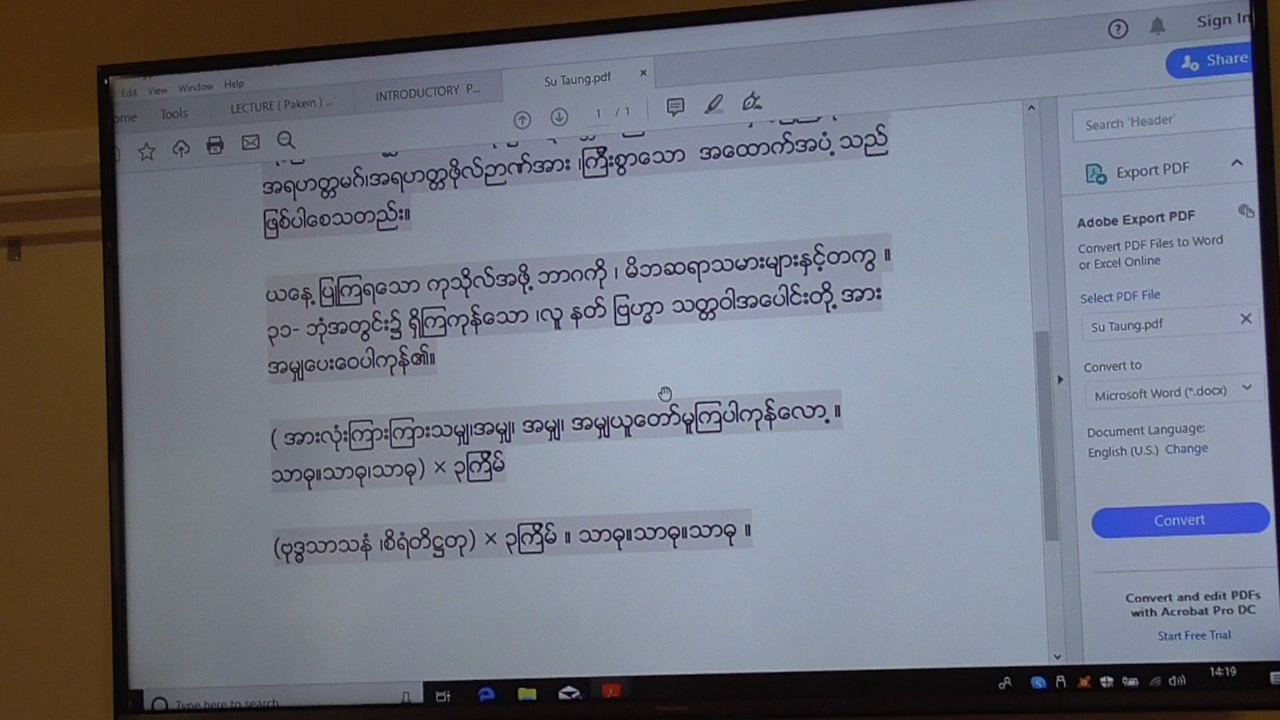 Edit View Window Help
Sign In
ome Tools LECTURE ( Pakein ) ... INTRODUCTORY P... Su Taung.pdf ×
Share
1 / 1
Search 'Header'
အရဟတ္တမဂ်၊အရဟတ္တဖိုလ်ဉာဏ်အား ၊ကြီးစွာသော အထောက်အပံ့ သည်
ဖြစ်ပါစေသတည်း။
ယနေ့ ပြုကြရသော ကုသိုလ်အဖို့ ဘာဂကို ၊ မိဘဆရာသမားများနှင့်တကွ ။
၃၁- ဘုံအတွင်း၌ ရှိကြကုန်သော ၊လူ နတ် ဗြဟ္မာ သတ္တဝါအပေါင်းတို့ အား
အမျှပေးဝေပါကုန်၏။
( အားလုံးကြားကြားသမျှ၊အမျှ၊ အမျှ၊ အမျှယူတော်မူကြပါကုန်လော့ ။
သာဓု။သာဓု၊သာဓု) × ၃ကြိမ်
(ဗုဒ္ဓသာသနံ ၊စိရံတိဋ္ဌတု) × ၃ကြိမ် ။ သာဓု။သာဓု။သာဓု ။
Export PDF
Adobe Export PDF
Convert PDF Files to Word
or Excel Online
Select PDF File
Su Taung.pdf ×
Convert to
Microsoft Word (*.docx)
Document Language:
English (U.S.) Change
Convert
Convert and edit PDFs
with Acrobat Pro DC
Start Free Trial
Type here to search
14:19